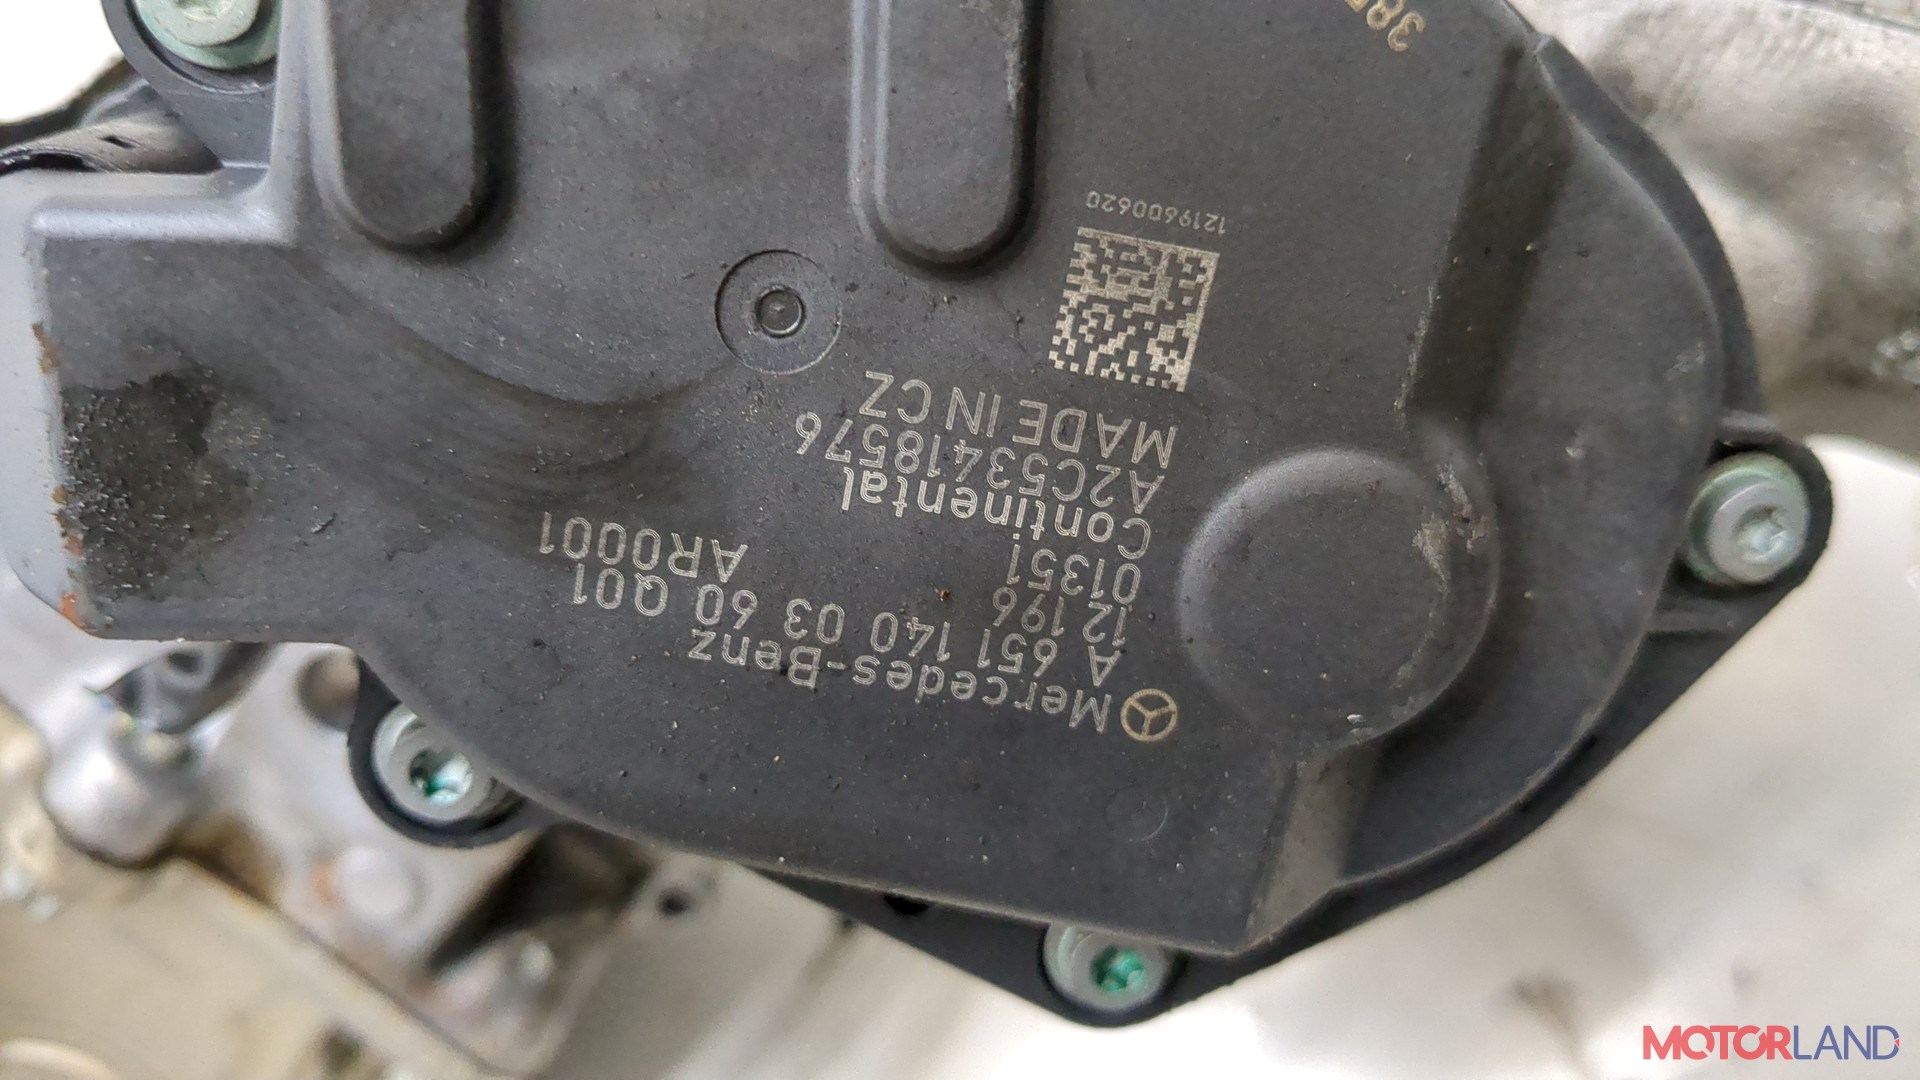 Mercedes-Benz
A 651 140 03 60 Q01
12 196 AR0001
01351
Continental
A2C53418576
MADE IN CZ
1219600620
MOTORLAND